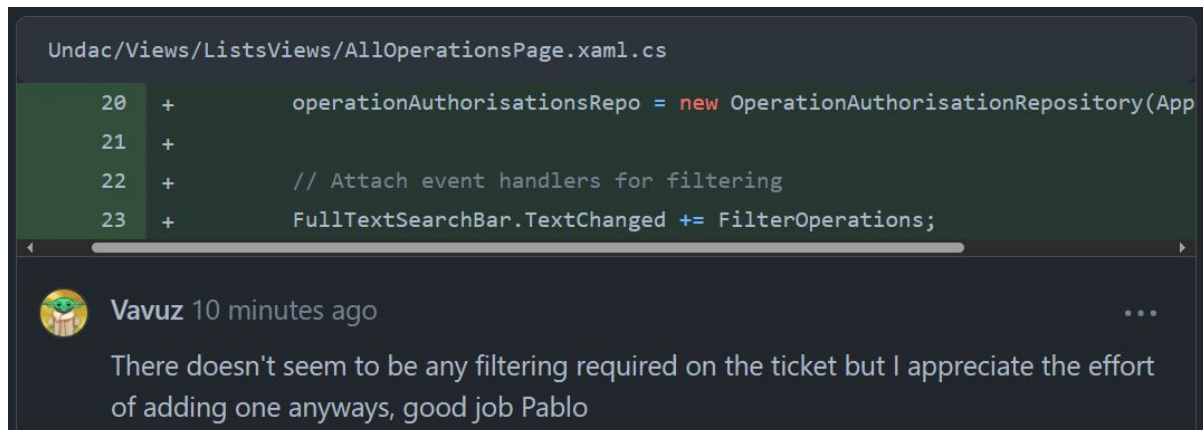 Undac/Views/ListsViews/AllOperationsPage.xaml.cs
20 + operationAuthorisationsRepo = new OperationAuthorisationRepository(App
21 +
22 + // Attach event handlers for filtering
23 + FullTextSearchBar.TextChanged += FilterOperations;
Vavuz 10 minutes ago
There doesn't seem to be any filtering required on the ticket but I appreciate the effort
of adding one anyways, good job Pablo